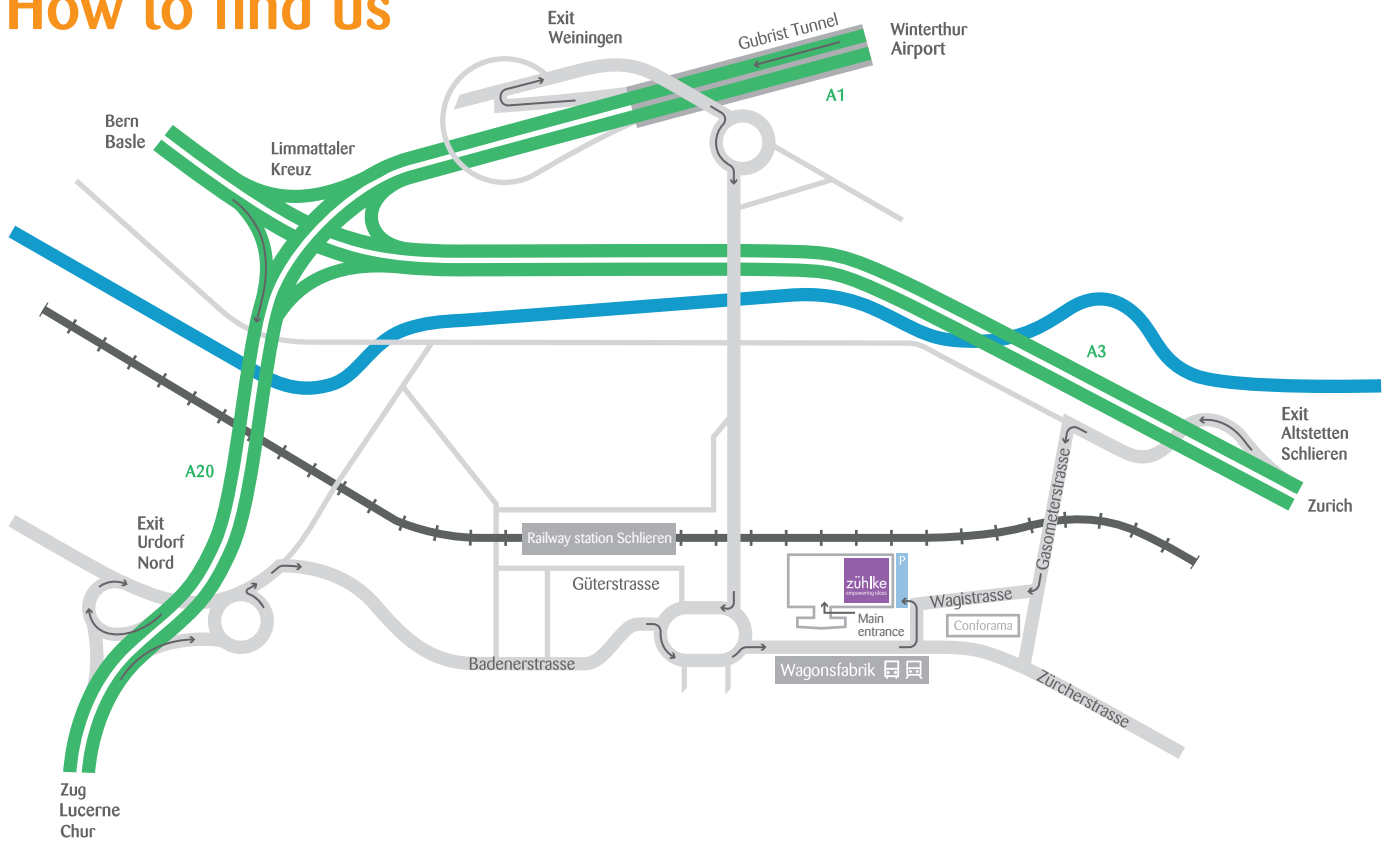 How to find us
Exit
Weiningen
Gubrist Tunnel
Winterthur
Airport
A1
Bern
Basle
Limmattaler
Kreuz
A3
Exit
Altstetten
Schlieren
Zurich
A20
Exit
Urdorf
Nord
Railway station Schlieren
Gasometerstrasse
Güterstrasse
zühlke
empowering ideas
P
Wagistrasse
Main
entrance
Conforama
Badenerstrasse
Wagonsfabrik
Zürcherstrasse
Zug
Lucerne
Chur